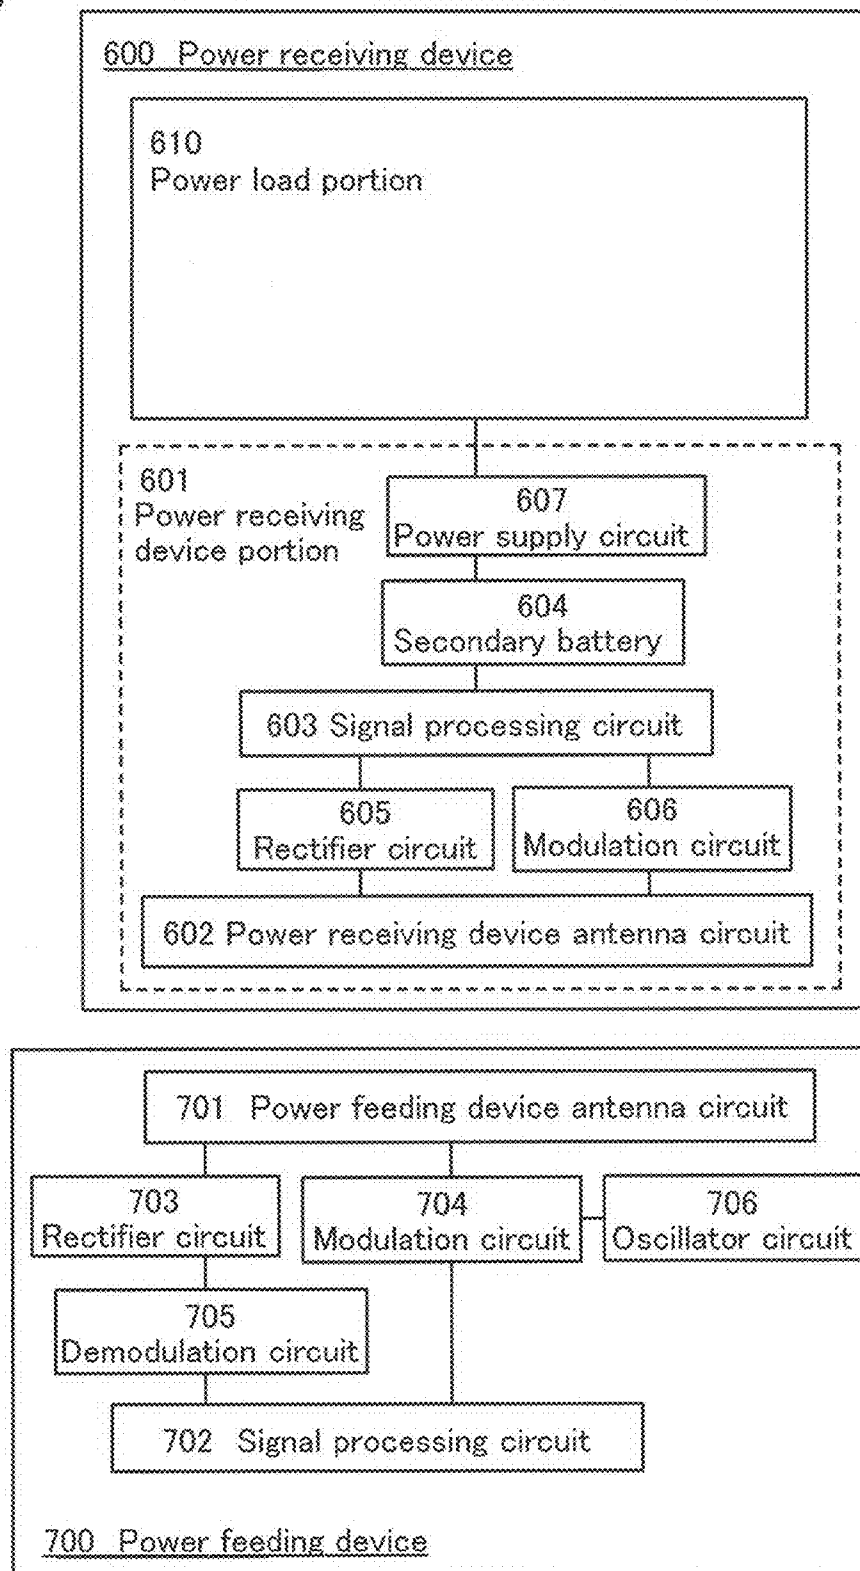 600 Power receiving device
610
Power load portion
601
Power receiving
device portion
607
Power supply circuit
604
Secondary battery
603 Signal processing circuit
605
Rectifier circuit
606
Modulation circuit
602 Power receiving device antenna circuit
701 Power feeding device antenna circuit
703
Rectifier circuit
704
Modulation circuit
706
Oscillator circuit
705
Demodulation circuit
702 Signal processing circuit
700 Power feeding device